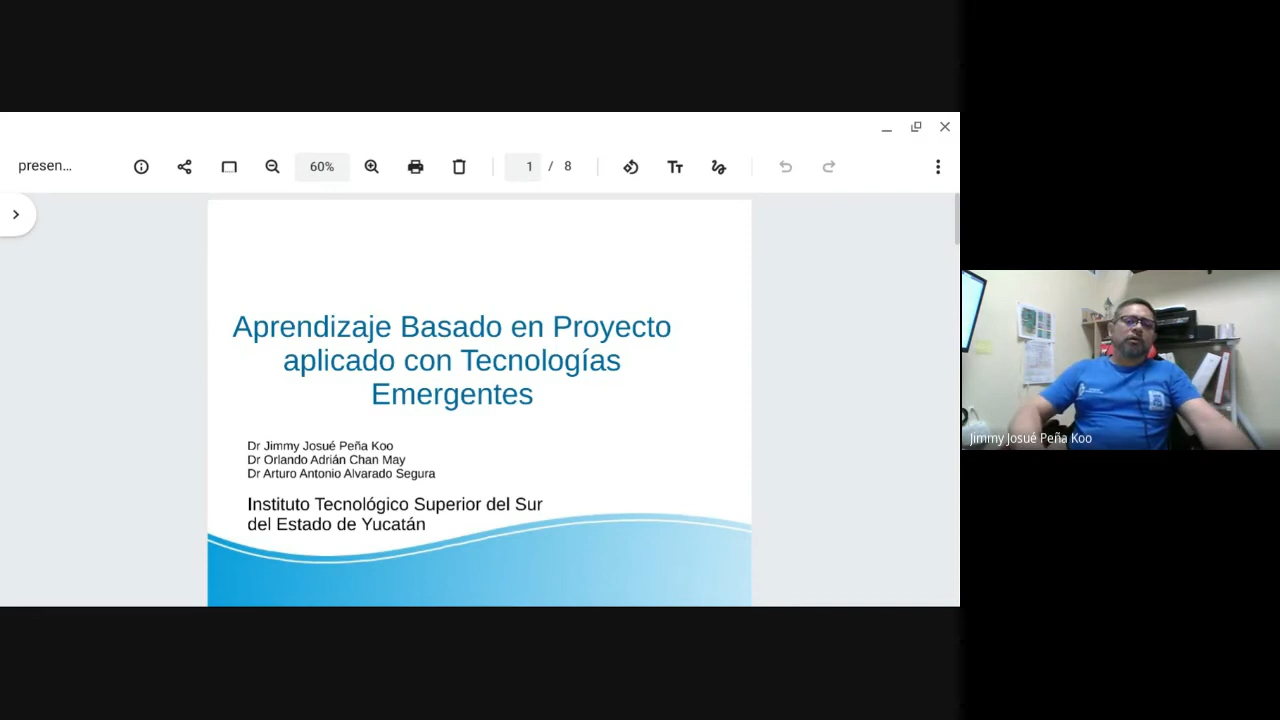 presen...
60%
1 / 8
Aprendizaje Basado en Proyecto
aplicado con Tecnologías
Emergentes
Dr Jimmy Josué Peña Koo
Dr Orlando Adrián Chan May
Dr Arturo Antonio Alvarado Segura
Instituto Tecnológico Superior del Sur
del Estado de Yucatán
Jimmy Josué Peña Koo